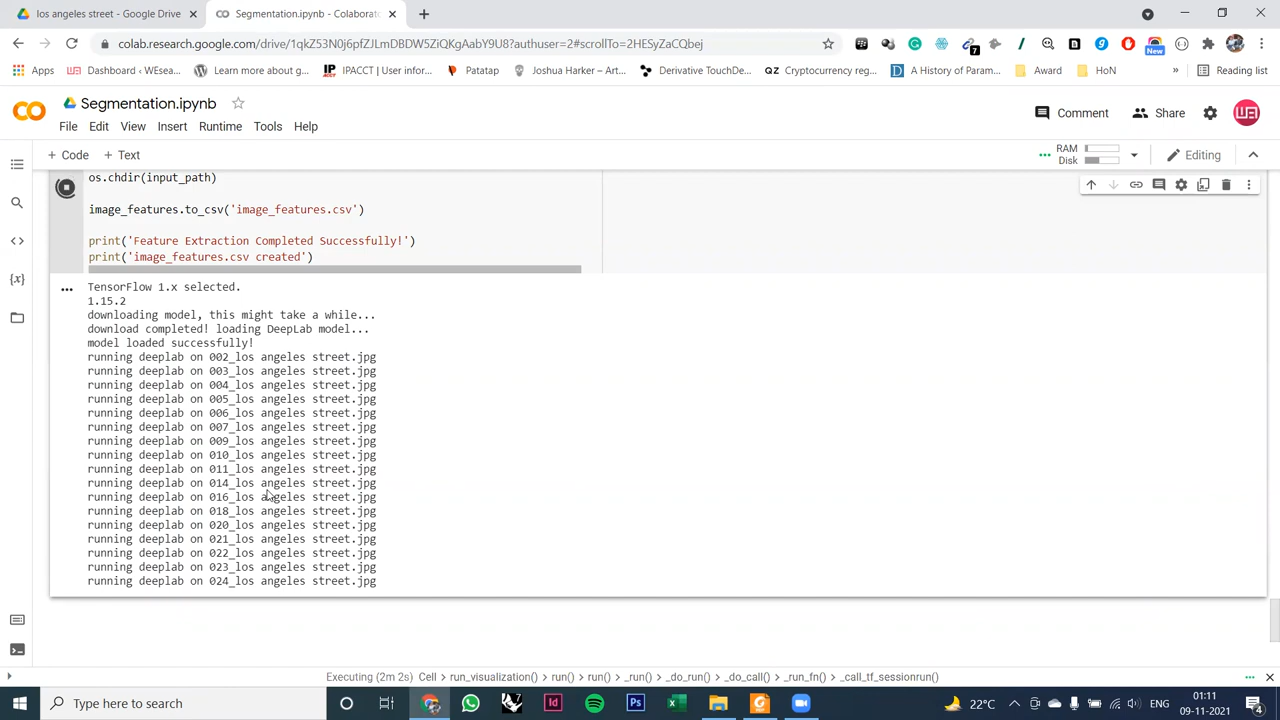 los angeles street - Google Drive
Segmentation.ipynb - Colaborato
colab.research.google.com/drive/1qkZ53N0j6pfZJLmDBDWfZiQKgAabY9U8?authuser=2#scrollTo=2HESyZaCQbej
Apps
Dashboard ‹ WEsea...
Learn more about g...
IPACCT | User infor...
Patatap
Joshua Harker – Art...
Derivative TouchDe...
Cryptocurrency reg...
A History of Param...
Award
HoN
»
Reading list
Segmentation.ipynb
Comment
Share
File
Edit
View
Insert
Runtime
Tools
Help
+ Code
+ Text
RAM
Disk
Editing
os.chdir(input_path)
image_features.to_csv('image_features.csv')
print('Feature Extraction Completed Successfully!')
print('image_features.csv created')
TensorFlow 1.x selected.
1.15.2
downloading model, this might take a while...
download completed! loading DeepLab model...
model loaded successfully!
running deeplab on 002_los angeles street.jpg
running deeplab on 003_los angeles street.jpg
running deeplab on 004_los angeles street.jpg
running deeplab on 005_los angeles street.jpg
running deeplab on 006_los angeles street.jpg
running deeplab on 007_los angeles street.jpg
running deeplab on 009_los angeles street.jpg
running deeplab on 010_los angeles street.jpg
running deeplab on 011_los angeles street.jpg
running deeplab on 014_los angeles street.jpg
running deeplab on 016_los angeles street.jpg
running deeplab on 018_los angeles street.jpg
running deeplab on 020_los angeles street.jpg
running deeplab on 021_los angeles street.jpg
running deeplab on 022_los angeles street.jpg
running deeplab on 023_los angeles street.jpg
running deeplab on 024_los angeles street.jpg
Executing (2m 2s) Cell > run_visualization() > run() > run() > _run() > _do_run() > _do_call() > _run_fn() > _call_tf_sessionrun()
Type here to search
22°C
ENG
01:11
09-11-2021